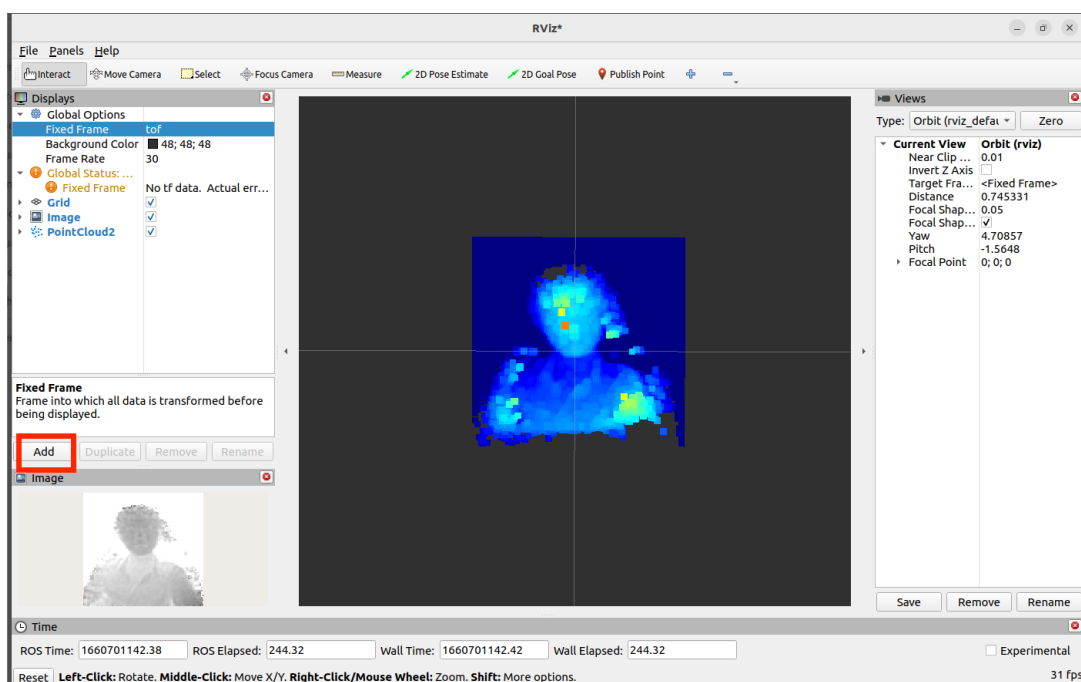 RViz*
File Panels Help
Interact Move Camera Select Focus Camera Measure 2D Pose Estimate 2D Goal Pose Publish Point
Displays
Global Options
Fixed Frame tof
Background Color 48; 48; 48
Frame Rate 30
Global Status: ...
Fixed Frame No tf data. Actual err...
Grid
Image
PointCloud2
Fixed Frame
Frame into which all data is transformed before
being displayed.
Add Duplicate Remove Rename
Image
Views
Type: Orbit (rviz_defau Zero
Current View Orbit (rviz)
Near Clip ... 0.01
Invert Z Axis
Target Fra... <Fixed Frame>
Distance 0.745331
Focal Shap... 0.05
Focal Shap...
Yaw 4.70857
Pitch -1.5648
Focal Point 0; 0; 0
Save Remove Rename
Time
ROS Time: 1660701142.38 ROS Elapsed: 244.32 Wall Time: 1660701142.42 Wall Elapsed: 244.32 Experimental
Reset Left-Click: Rotate. Middle-Click: Move X/Y. Right-Click/Mouse Wheel: Zoom. Shift: More options. 31 fps